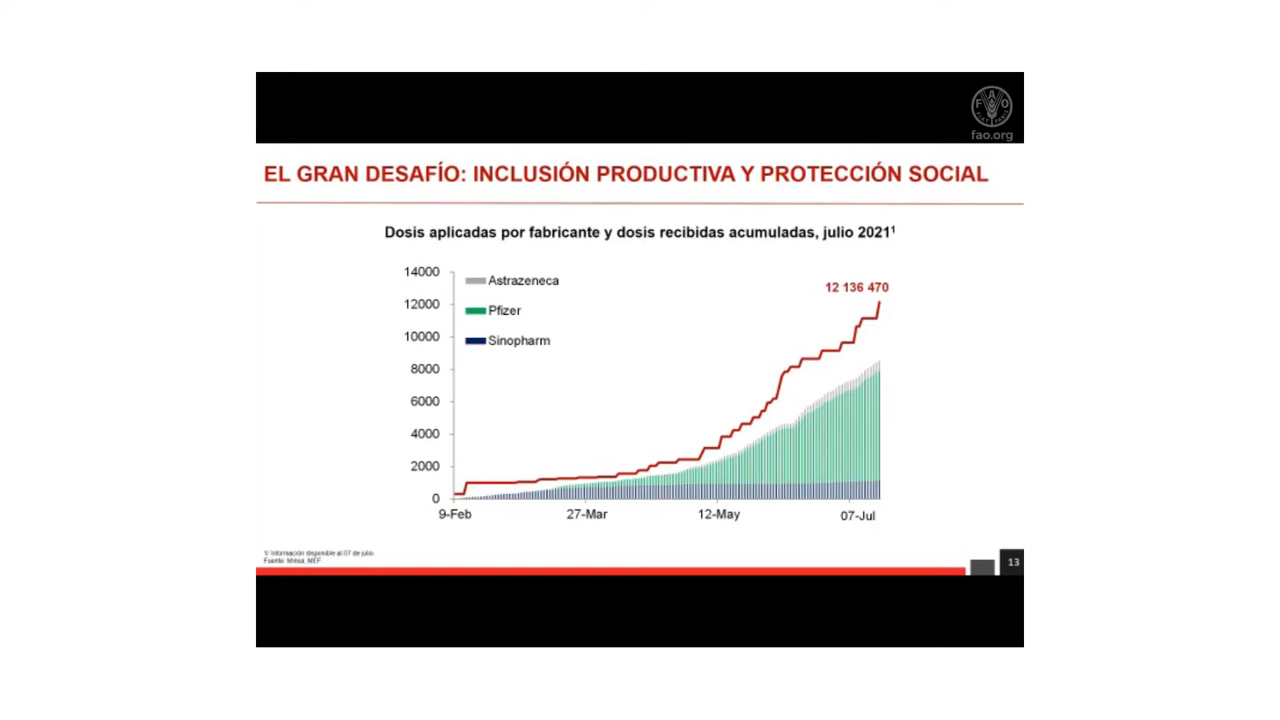 FAO
fao.org
EL GRAN DESAFÍO: INCLUSIÓN PRODUCTIVA Y PROTECCIÓN SOCIAL
Dosis aplicadas por fabricante y dosis recibidas acumuladas, julio 2021¹
14000
12000
10000
8000
6000
4000
2000
0
Astrazeneca
Pfizer
Sinopharm
12 136 470
9-Feb
27-Mar
12-May
07-Jul
1/ Información disponible al 07 de julio.
Fuente: Minsa, MEF
13